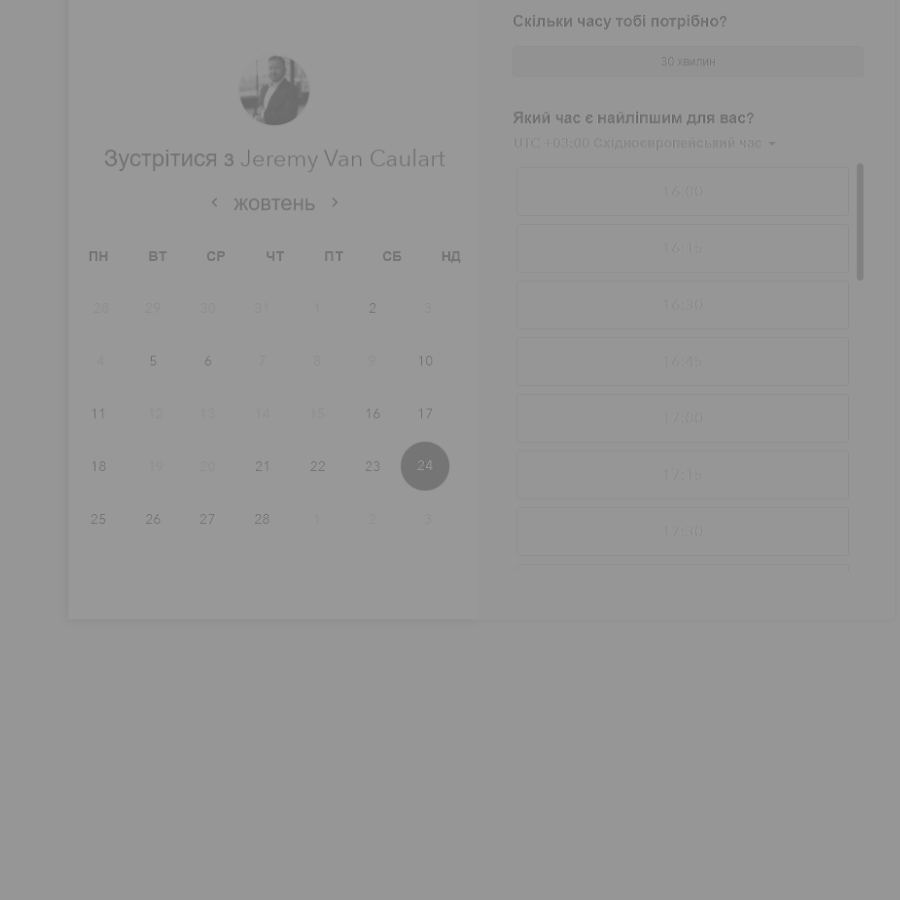 Зустрітися з Jeremy Van Caulart
жовтень
ПН ВТ СР ЧТ ПТ СБ НД
28 29 30 31 1 2 3
4 5 6 7 8 9 10
11 12 13 14 15 16 17
18 19 20 21 22 23 24
25 26 27 28 1 2 3
Скільки часу тобі потрібно?
30 хвилин
Який час є найліпшим для вас?
UTC +03:00 Східноєвропейський час
16:00
16:15
16:30
16:45
17:00
17:15
17:30